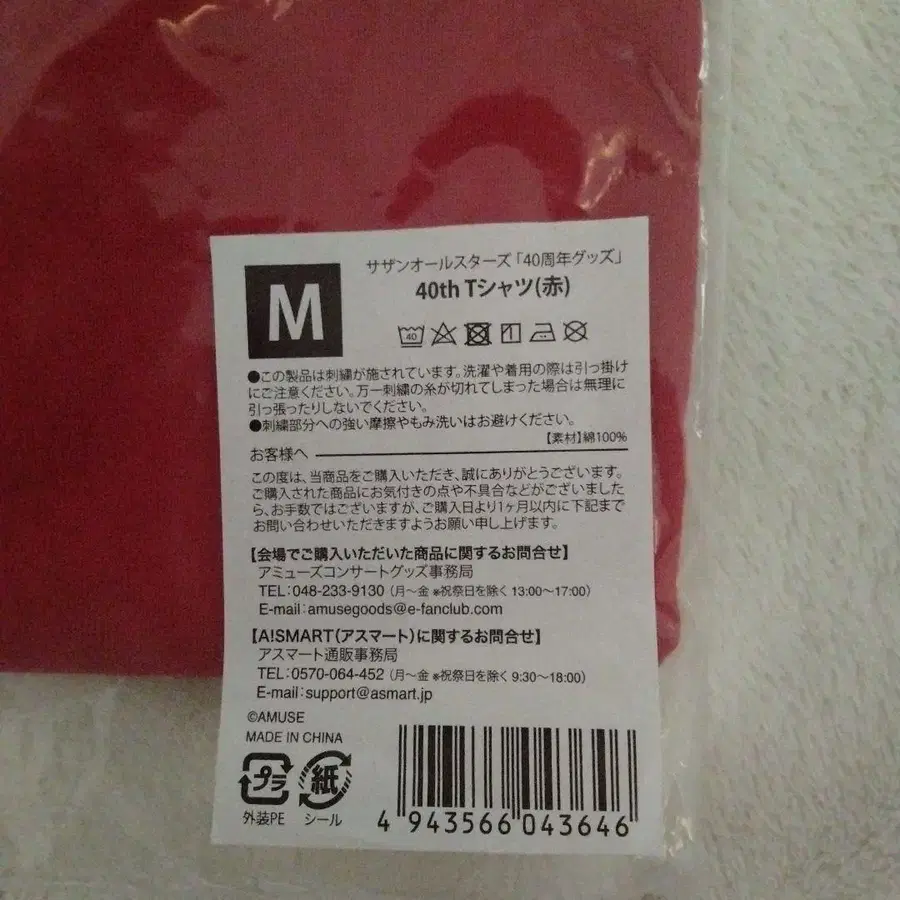 M
サザンオールスターズ「40周年グッズ」
40th Tシャツ(赤)
40
●この製品は刺繍が施されています。洗濯や着用の際は引っ掛け
にご注意ください。万一刺繍の糸が切れてしまった場合は無理に
引っ張ったりしないでください。
●刺繍部分への強い摩擦やもみ洗いはお避けください。
【素材】綿100%
お客様へ
この度は、当商品をご購入いただき、誠にありがとうございます。
ご購入された商品にお気付きの点や不具合などがございました
ら、お手数ではございますが、ご購入日より1ヶ月以内に下記まで
お問い合わせいただきますようお願い申し上げます。
【会場でご購入いただいた商品に関するお問合せ】
アミューズコンサートグッズ事務局
TEL:048-233-9130（月～金 ※祝祭日を除く 13:00～17:00）
E-mail:amusegoods@e-fanclub.com
【A!SMART(アスマート)に関するお問合せ】
アスマート通販事務局
TEL:0570-064-452（月～金 ※祝祭日を除く 9:30～18:00）
E-mail:support@asmart.jp
©AMUSE
MADE IN CHINA
プラ 紙
外装PE シール
4 943566 043646